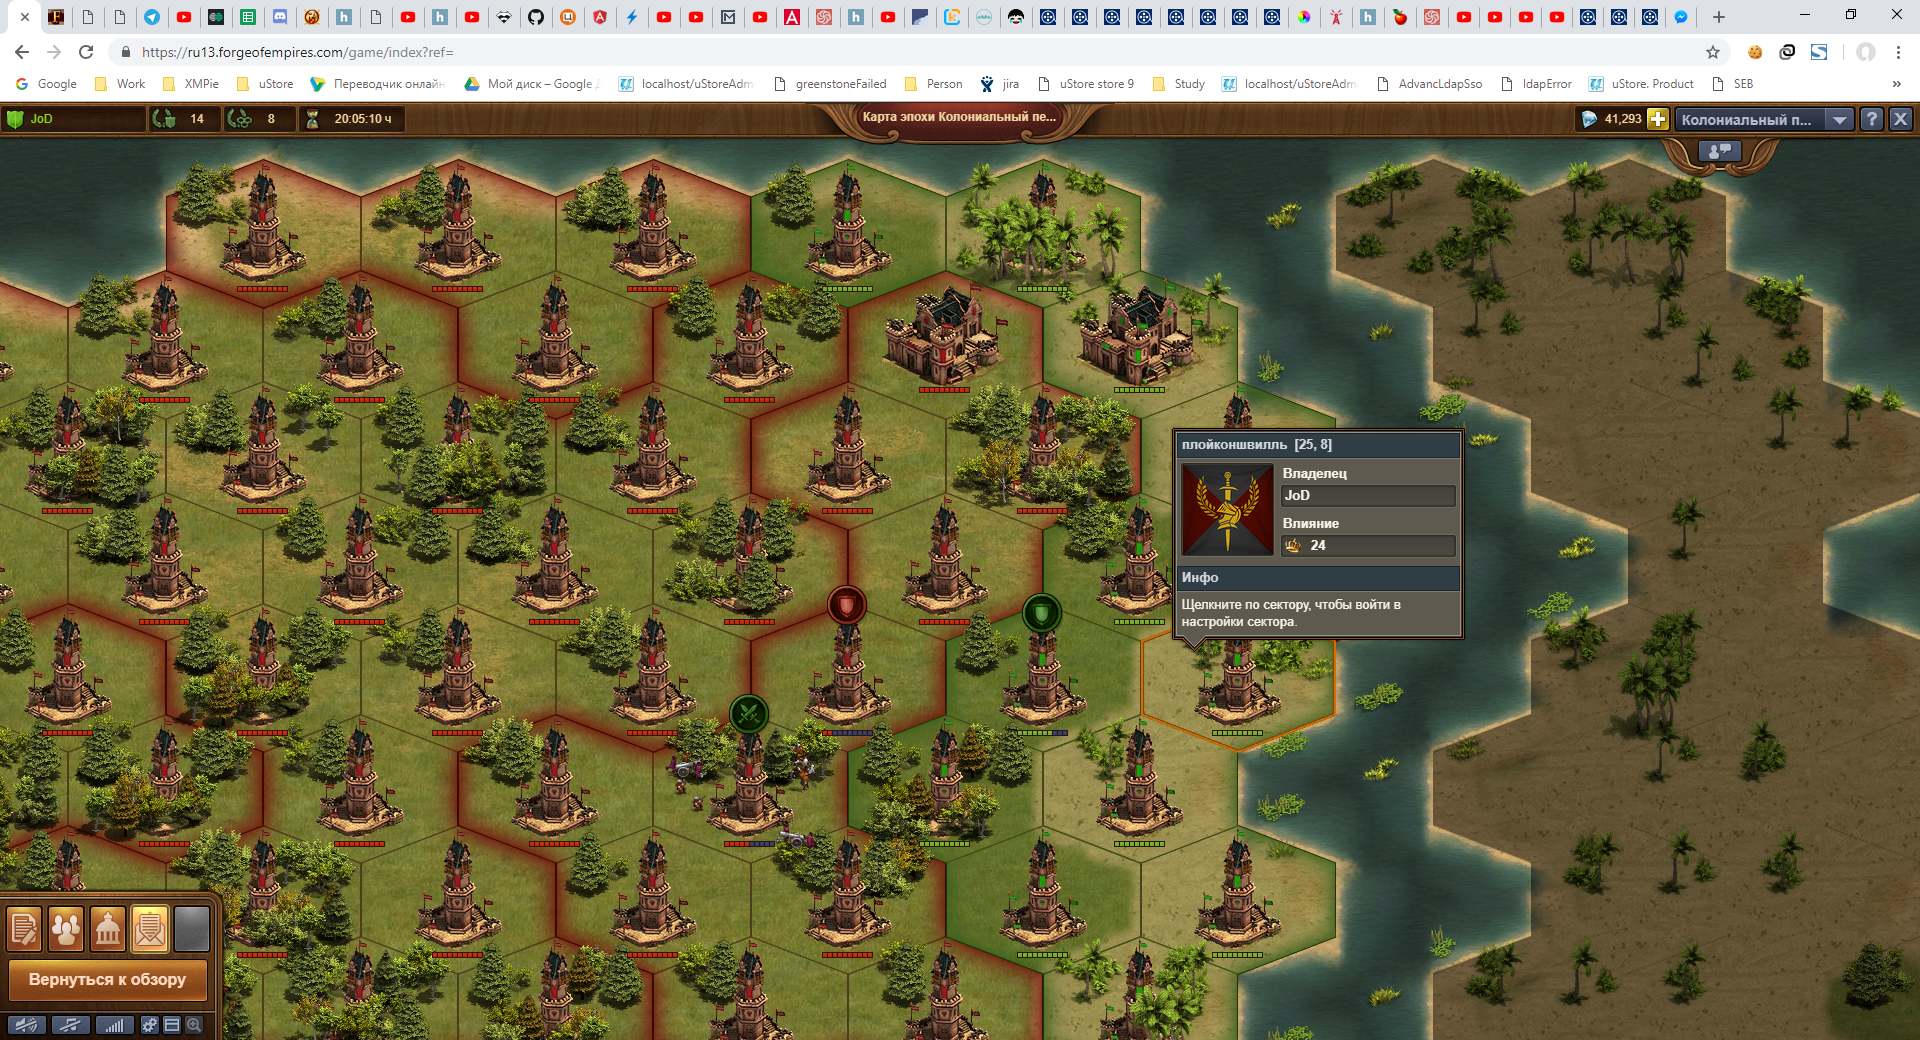 https://ru13.forgeofempires.com/game/index?ref=
Google
Work
XMPie
uStore
Переводчик онлайн
Мой диск – Google
localhost/uStoreAdm
greenstoneFailed
Person
jira
uStore store 9
Study
localhost/uStoreAdm
AdvancLdapSso
ldapError
uStore. Product
SEB
»
JoD
14
8
20:05:10 ч
Карта эпохи Колониальный пе...
41,293
Колониальный п...
?
X
плойконшвилль [25, 8]
Владелец
JoD
Влияние
24
Инфо
Щелкните по сектору, чтобы войти в
настройки сектора.
Вернуться к обзору